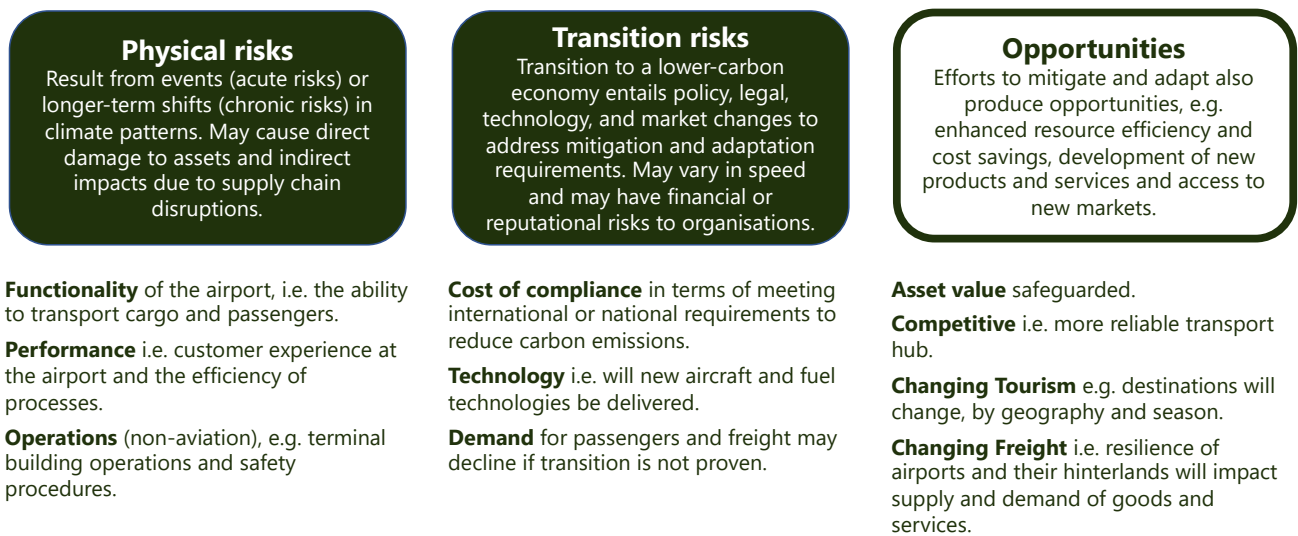 Physical risks
Result from events (acute risks) or
longer-term shifts (chronic risks) in
climate patterns. May cause direct
damage to assets and indirect
impacts due to supply chain
disruptions.
Functionality of the airport, i.e. the ability
to transport cargo and passengers.
Performance i.e. customer experience at
the airport and the efficiency of
processes.
Operations (non-aviation), e.g. terminal
building operations and safety
procedures.
Transition risks
Transition to a lower-carbon
economy entails policy, legal,
technology, and market changes to
address mitigation and adaptation
requirements. May vary in speed
and may have financial or
reputational risks to organisations.
Cost of compliance in terms of meeting
international or national requirements to
reduce carbon emissions.
Technology i.e. will new aircraft and fuel
technologies be delivered.
Demand for passengers and freight may
decline if transition is not proven.
Opportunities
Efforts to mitigate and adapt also
produce opportunities, e.g.
enhanced resource efficiency and
cost savings, development of new
products and services and access to
new markets.
Asset value safeguarded.
Competitive i.e. more reliable transport
hub.
Changing Tourism e.g. destinations will
change, by geography and season.
Changing Freight i.e. resilience of
airports and their hinterlands will impact
supply and demand of goods and
services.